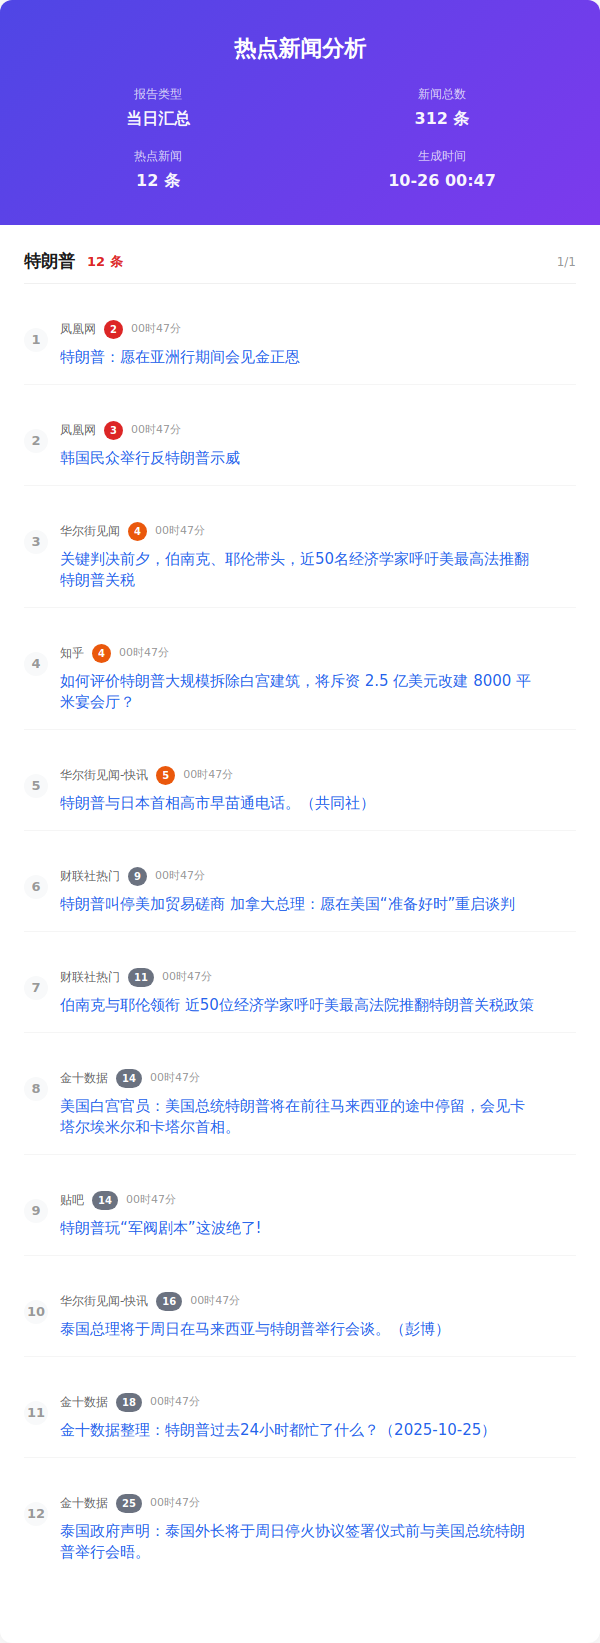 热点新闻分析
报告类型
新闻总数
当日汇总
312 条
热点新闻
生成时间
12 条
10-26 00:47
特朗普 12 条 1/1
1 凤凰网 2 00时47分
特朗普：愿在亚洲行期间会见金正恩
2 凤凰网 3 00时47分
韩国民众举行反特朗普示威
3 华尔街见闻 4 00时47分
关键判决前夕，伯南克、耶伦带头，近50名经济学家呼吁美最高法推翻
特朗普关税
4 知乎 4 00时47分
如何评价特朗普大规模拆除白宫建筑，将斥资 2.5 亿美元改建 8000 平
米宴会厅？
5 华尔街见闻-快讯 5 00时47分
特朗普与日本首相高市早苗通电话。（共同社）
6 财联社热门 9 00时47分
特朗普叫停美加贸易磋商 加拿大总理：愿在美国“准备好时”重启谈判
7 财联社热门 11 00时47分
伯南克与耶伦领衔 近50位经济学家呼吁美最高法院推翻特朗普关税政策
8 金十数据 14 00时47分
美国白宫官员：美国总统特朗普将在前往马来西亚的途中停留，会见卡
塔尔埃米尔和卡塔尔首相。
9 贴吧 14 00时47分
特朗普玩“军阀剧本”这波绝了!
10 华尔街见闻-快讯 16 00时47分
泰国总理将于周日在马来西亚与特朗普举行会谈。（彭博）
11 金十数据 18 00时47分
金十数据整理：特朗普过去24小时都忙了什么？（2025-10-25）
12 金十数据 25 00时47分
泰国政府声明：泰国外长将于周日停火协议签署仪式前与美国总统特朗
普举行会晤。